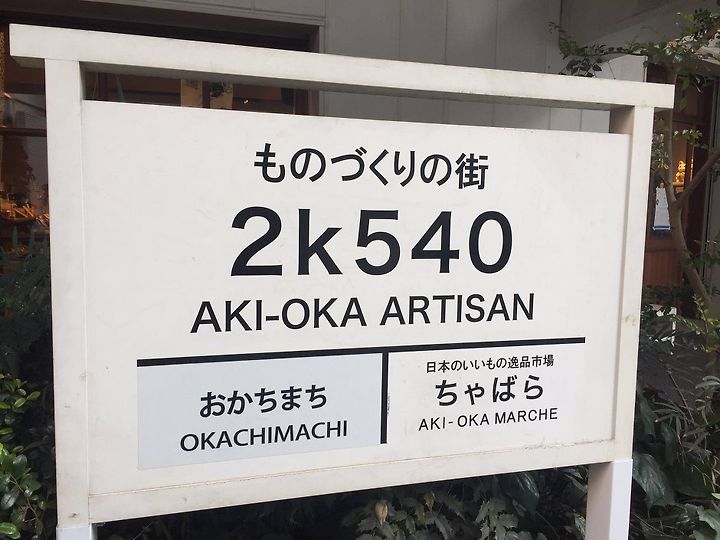 ものづくりの街
2k540
AKI-OKA ARTISAN
おかちまち
OKACHIMACHI
日本のいいもの逸品市場
ちゃばら
AKI-OKA MARCHE